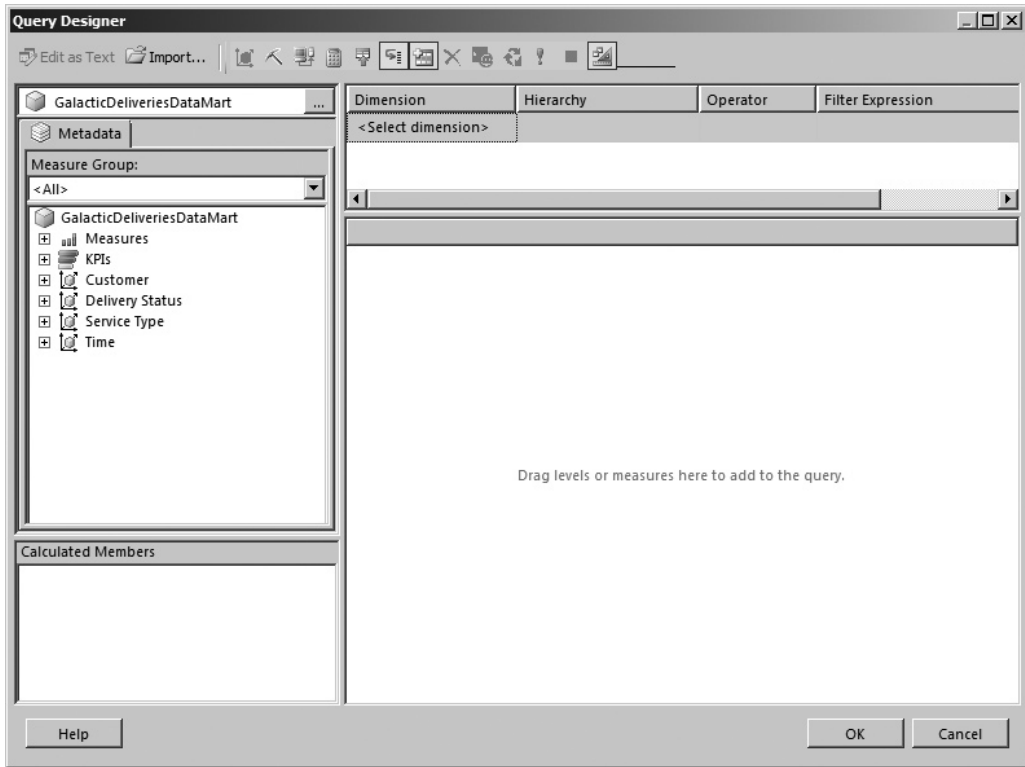 Query Designer
Edit as Text Import...
GalacticDeliveriesDataMart ...
Metadata
Measure Group:
<All>
GalacticDeliveriesDataMart
Measures
KPIs
Customer
Delivery Status
Service Type
Time
Calculated Members
Dimension Hierarchy Operator Filter Expression
<Select dimension>
Drag levels or measures here to add to the query.
Help OK Cancel